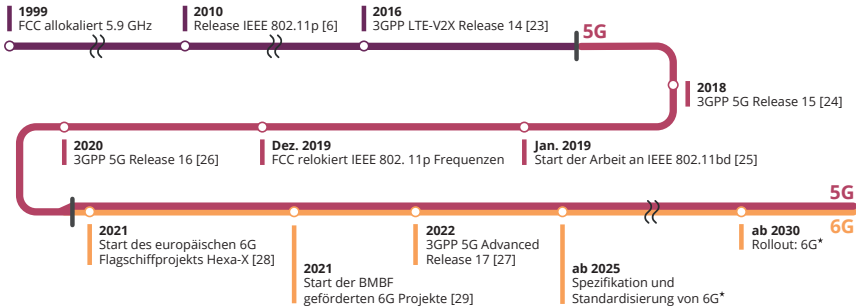 1999
FCC allokaliert 5.9 GHz
2010
Release IEEE 802.11p [6]
2016
3GPP LTE-V2X Release 14 [23]
5G
2018
3GPP 5G Release 15 [24]
2020
3GPP 5G Release 16 [26]
Dez. 2019
FCC relokiert IEEE 802. 11p Frequenzen
Jan. 2019
Start der Arbeit an IEEE 802.11bd [25]
5G
6G
2021
Start des europäischen 6G
Flagschiffprojekts Hexa-X [28]
2021
Start der BMBF
geförderten 6G Projekte [29]
2022
3GPP 5G Advanced
Release 17 [27]
ab 2025
Spezifikation und
Standardisierung von 6G*
ab 2030
Rollout: 6G*